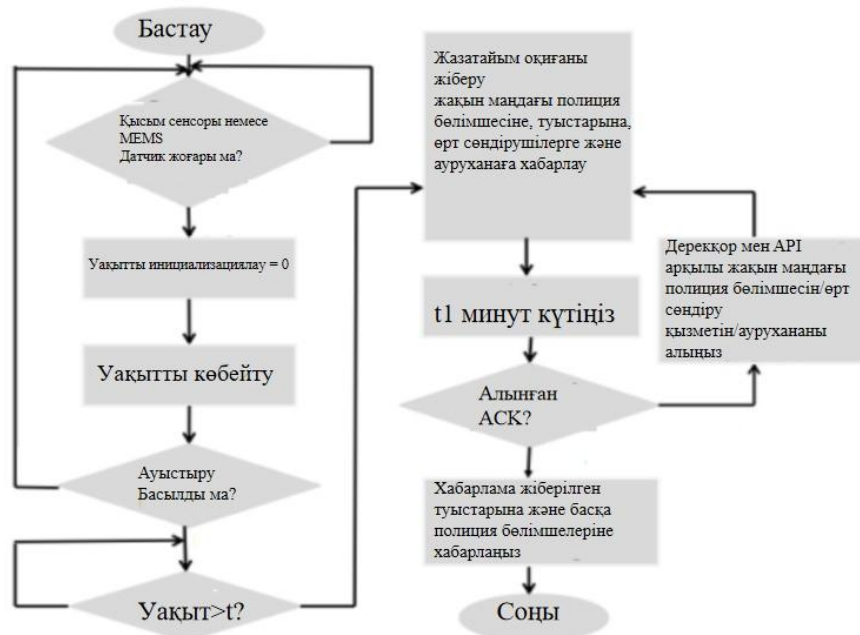 Бастау
Қысым сенсоры немесе
MEMS
Датчик жоғары ма?
Уақытты инициализациялау = 0
Уақытты көбейту
Ауыстыру
Басылды ма?
Уақыт>t?
Жазатайым оқиғаны
жіберу
жақын маңдағы полиция
бөлімшесіне, туыстарына,
өрт сөндірушілерге және
ауруханаға хабарлау
t1 минут күтіңіз
Алынған
ACK?
Дерекқор мен API
арқылы жақын маңдағы
полиция бөлімшесін/өрт
сөндіру
қызметін/аурухананы
алыңыз
Хабарлама жіберілген
туыстарына және басқа
полиция бөлімшелеріне
хабарлаңыз
Соңы